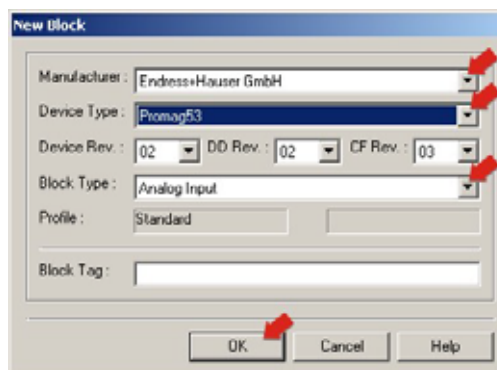 New Block
Manufacturer : Endress+Hauser GmbH
Device Type : Promag53
Device Rev. : 02 DD Rev. : 02 CF Rev. : 03
Block Type : Analog Input
Profile : Standard
Block Tag :
OK Cancel Help